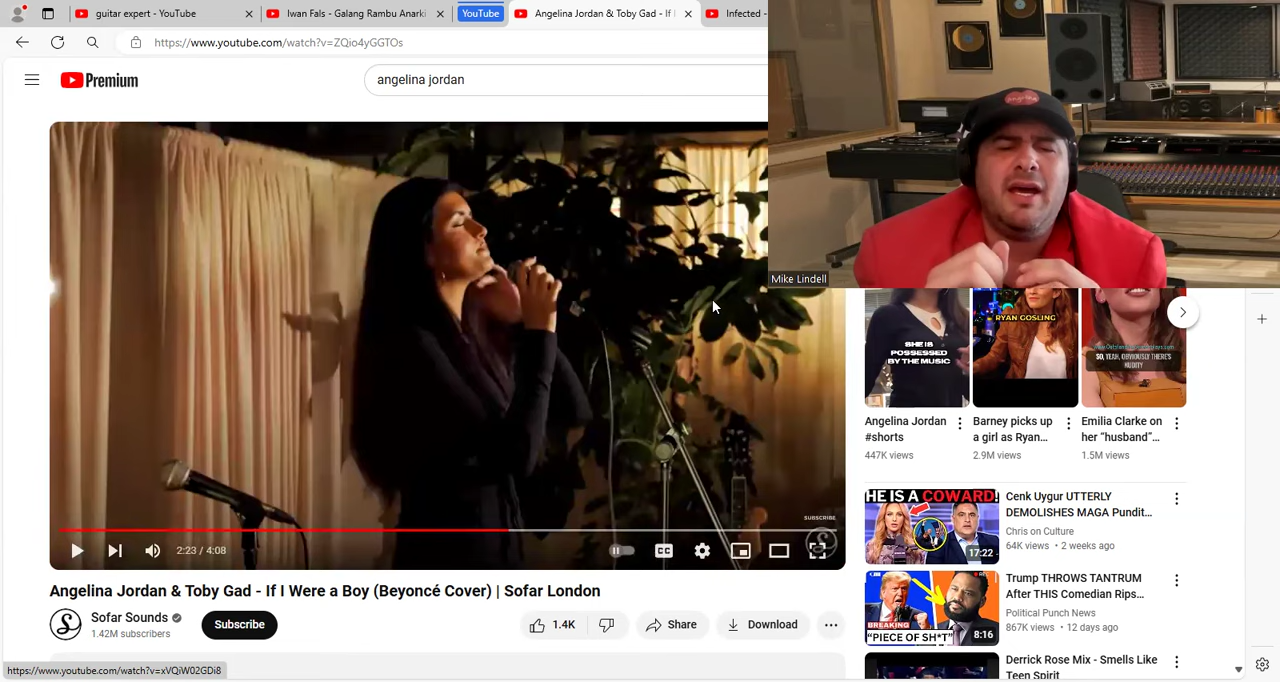 guitar expert - YouTube
Iwan Fals - Galang Rambu Anarki
YouTube
Angelina Jordan & Toby Gad - If I
Infected -
https://www.youtube.com/watch?v=ZQio4yGGTOs
Premium
angelina jordan
Mike Lindell
SUBSCRIBE
2:23 / 4:08
CC
Angelina Jordan & Toby Gad - If I Were a Boy (Beyoncé Cover) | Sofar London
Sofar Sounds
1.42M subscribers
Subscribe
1.4K
Share
Download
https://www.youtube.com/watch?v=xVQiW02GDi8
SHE IS
POSSESSED
BY THE MUSIC
Angelina Jordan
#shorts
447K views
RYAN GOSLING
Barney picks up
a girl as Ryan...
2.9M views
SO, YEAH, OBVIOUSLY THERE'S
NUDITY
Emilia Clarke on
her “husband”...
1.5M views
HE IS A COWARD!
17:22
Cenk Uygur UTTERLY
DEMOLISHES MAGA Pundit...
Chris on Culture
64K views • 2 weeks ago
BREAKING
"PIECE OF SH*T"
8:16
Trump THROWS TANTRUM
After THIS Comedian Rips...
Political Punch News
867K views • 12 days ago
Derrick Rose Mix - Smells Like
Teen Spirit